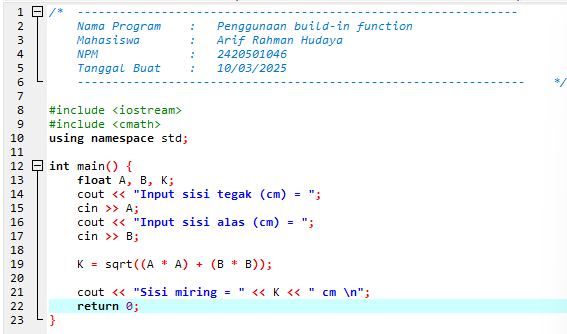 1 /* ---------------------------------------------------------------
2 Nama Program : Penggunaan build-in function
3 Mahasiswa : Arif Rahman Hudaya
4 NPM : 2420501046
5 Tanggal Buat : 10/03/2025
6 ---------------------------------------------------------------- */
7
8 #include <iostream>
9 #include <cmath>
10 using namespace std;
11
12 int main() {
13 float A, B, K;
14 cout << "Input sisi tegak (cm) = ";
15 cin >> A;
16 cout << "Input sisi alas (cm) = ";
17 cin >> B;
18
19 K = sqrt((A * A) + (B * B));
20
21 cout << "Sisi miring = " << K << " cm \n";
22 return 0;
23 }